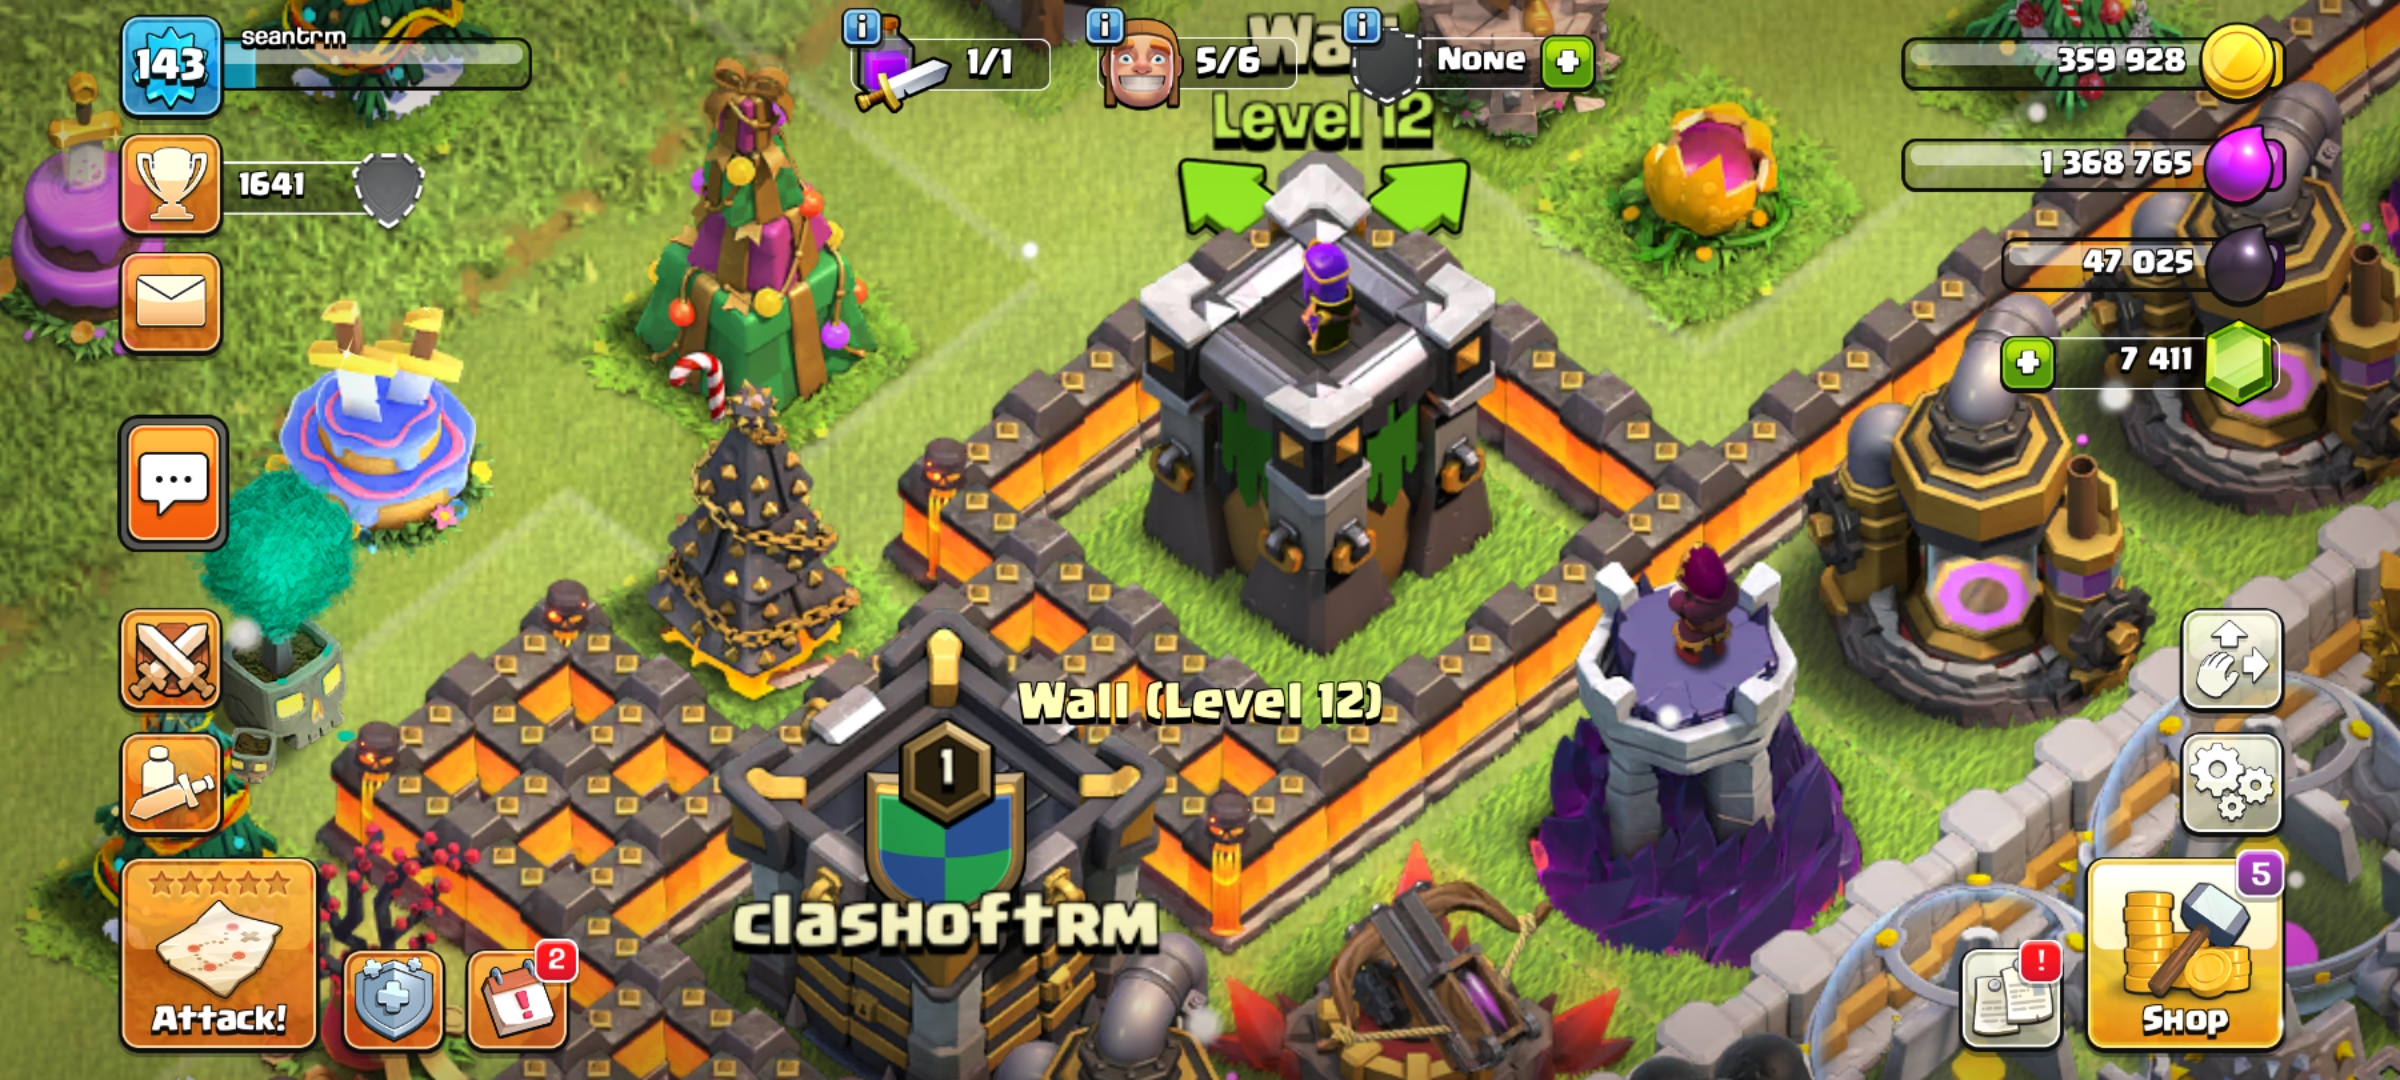 143
seantrm
1/1
5/6
None
359 928
Level 12
1641
1 368 765
47 025
7 411
Wall (Level 12)
1
clashoftrm
5
2
!
Attack!
Shop